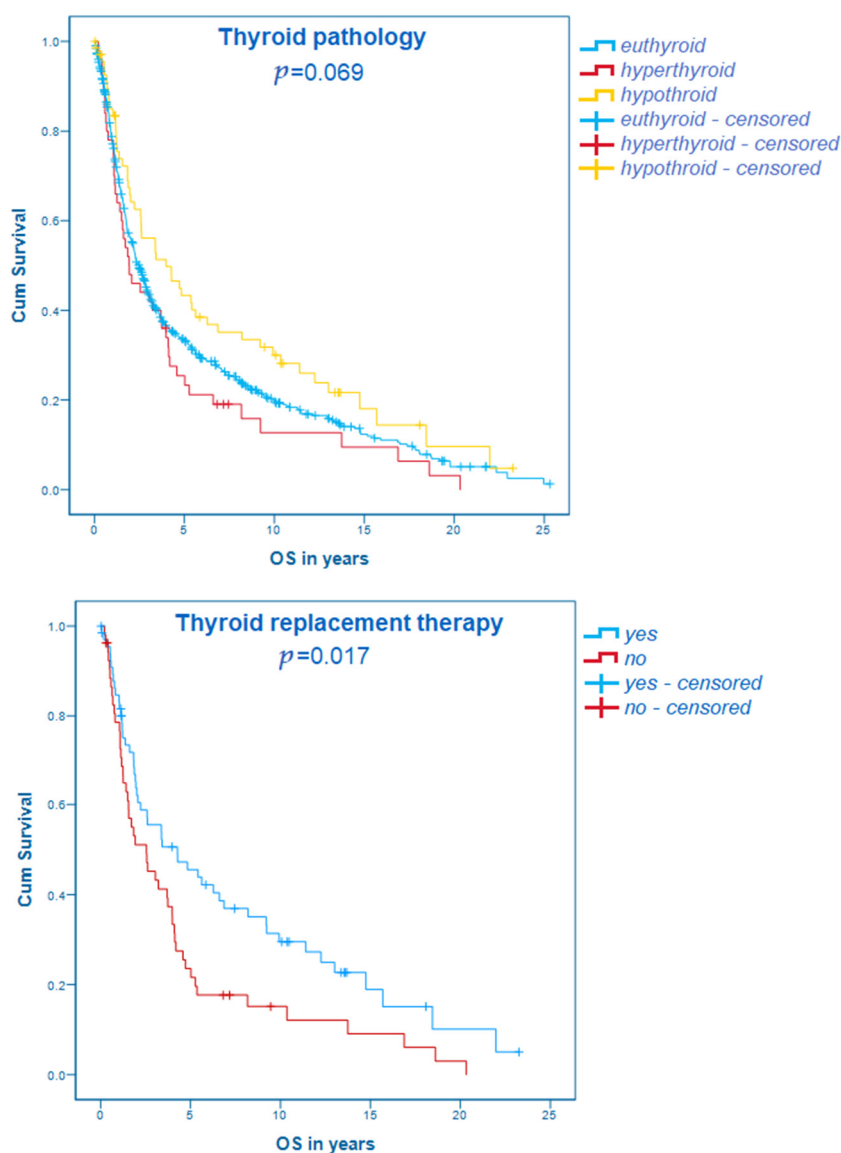 Thyroid pathology
p=0.069
euthyroid
hyperthyroid
hypothroid
euthyroid - censored
hyperthyroid - censored
hypothroid - censored
Cum Survival
1.0
0.8
0.6
0.4
0.2
0.0
0 5 10 15 20 25
OS in years
Thyroid replacement therapy
p=0.017
yes
no
yes - censored
no - censored
Cum Survival
1.0
0.8
0.6
0.4
0.2
0.0
0 5 10 15 20 25
OS in years